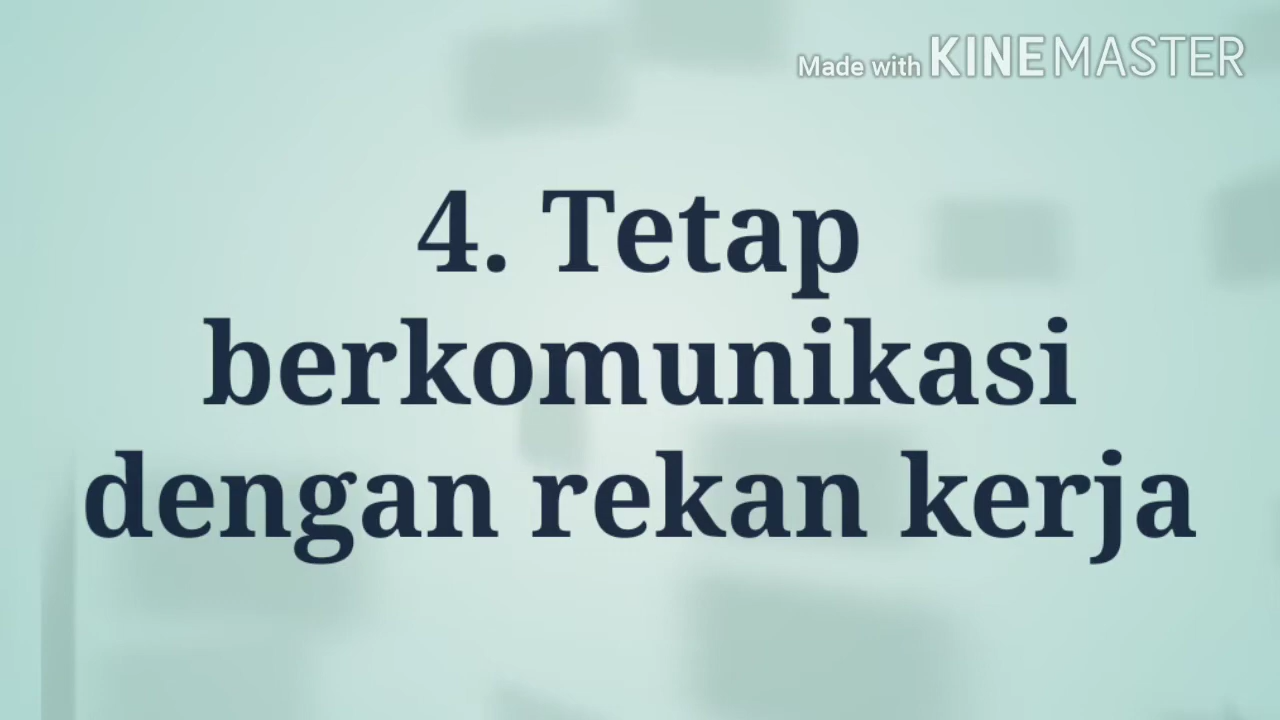 Made with KINEMASTER
4. Tetap
berkomunikasi
dengan rekan kerja